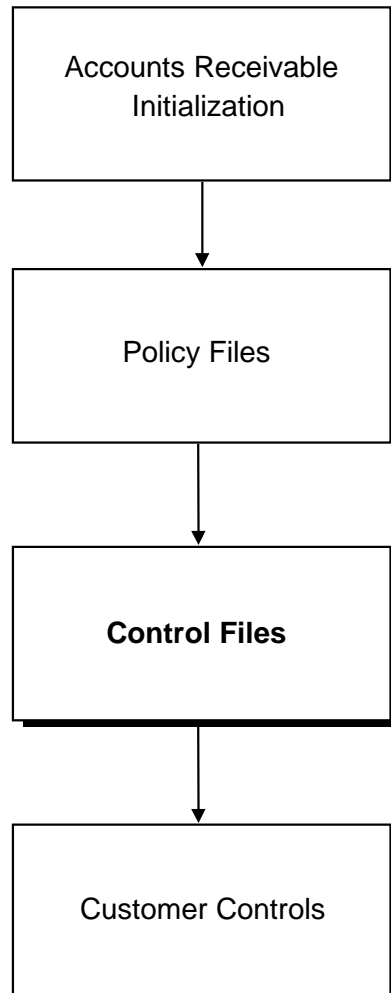 Accounts Receivable
Initialization
Policy Files
Control Files
Customer Controls